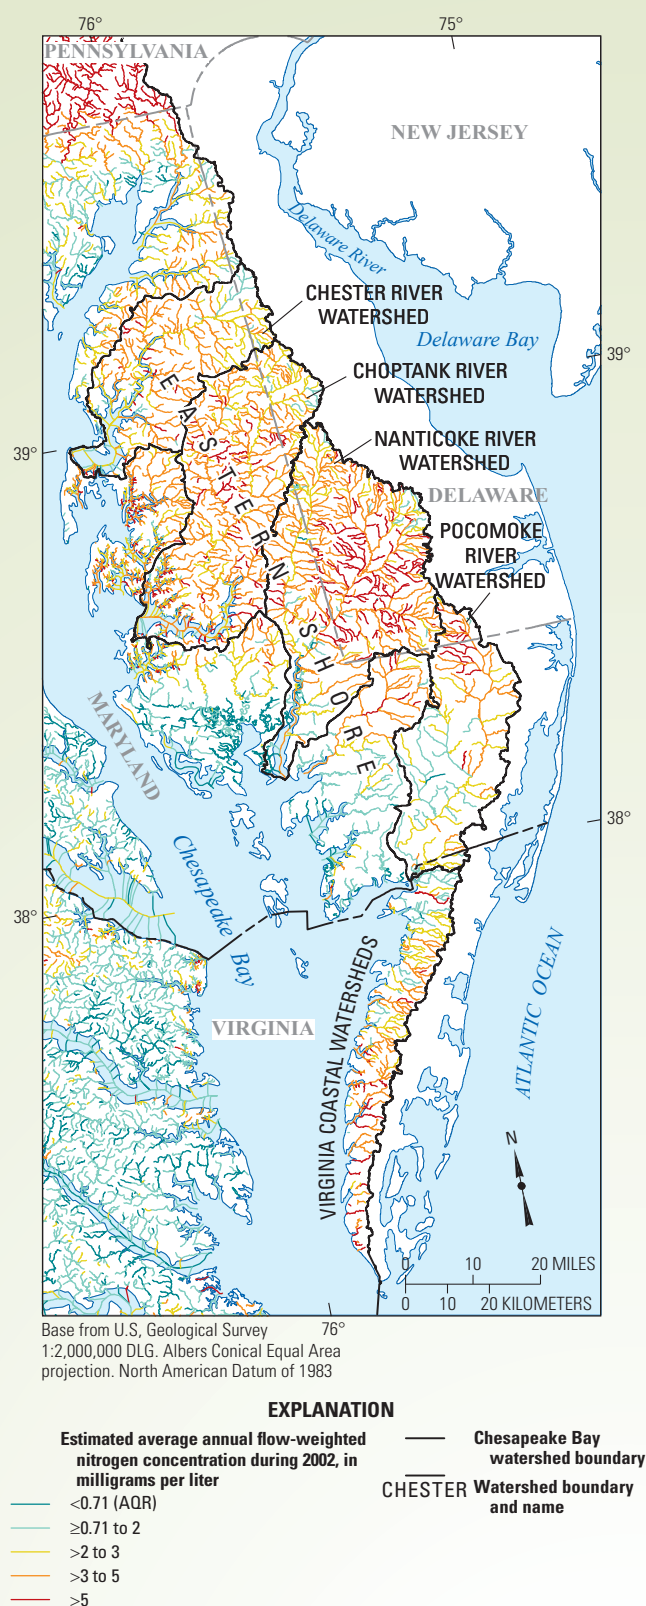 76°
75°
PENNSYLVANIA
NEW JERSEY
Delaware River
CHESTER RIVER
WATERSHED
Delaware Bay
39°
CHOPTANK RIVER
WATERSHED
EASTERN SHORE
39°
NANTICOKE RIVER
WATERSHED
DELAWARE
POCOMOKE
RIVER
WATERSHED
MARYLAND
38°
Chesapeake Bay
38°
VIRGINIA COASTAL WATERSHEDS
ATLANTIC OCEAN
VIRGINIA
N
0 10 20 MILES
0 10 20 KILOMETERS
76°
Base from U.S, Geological Survey
1:2,000,000 DLG. Albers Conical Equal Area
projection. North American Datum of 1983
EXPLANATION
Estimated average annual flow-weighted
nitrogen concentration during 2002, in
milligrams per liter
<0.71 (AQR)
≥0.71 to 2
>2 to 3
>3 to 5
>5
Chesapeake Bay
watershed boundary
CHESTER Watershed boundary
and name